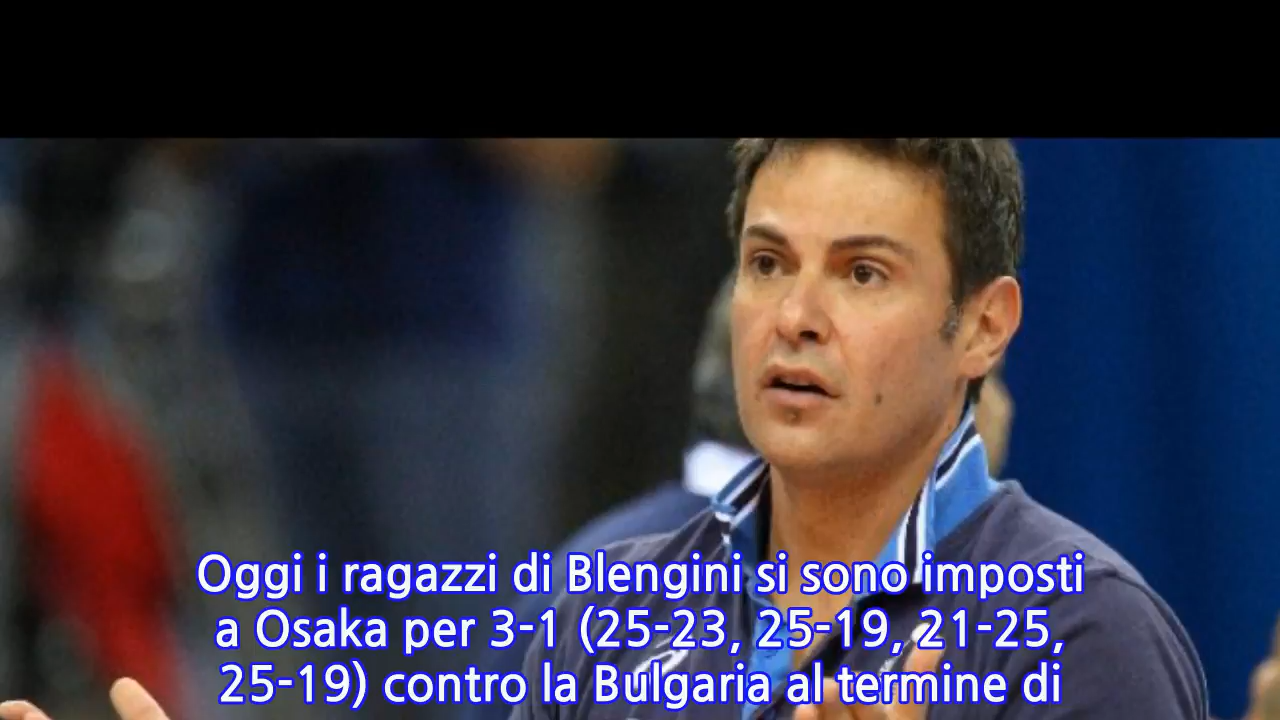 Oggi i ragazzi di Blengini si sono imposti
a Osaka per 3-1 (25-23, 25-19, 21-25,
25-19) contro la Bulgaria al termine di